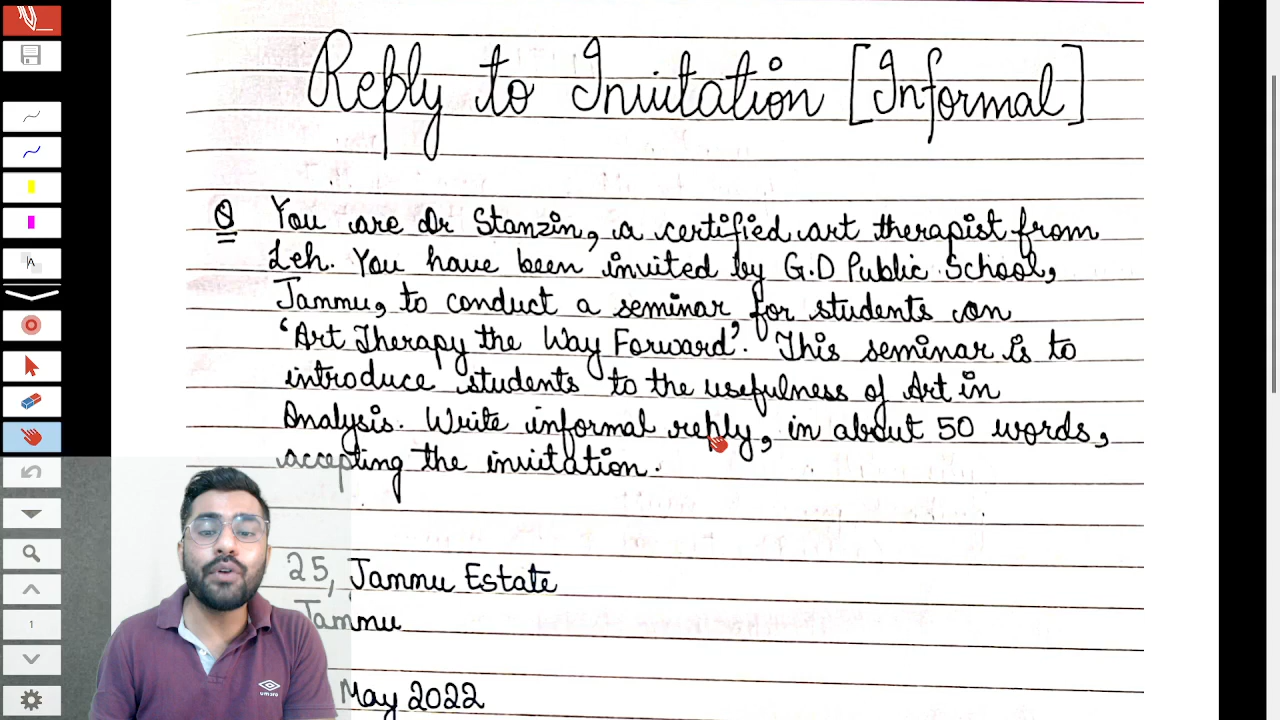 Reply to Invitation [Informal]
Q You are Dr Stanzin, a certified art therapist from
Leh. You have been invited by G.D Public School,
Jammu, to conduct a seminar for students on
'Art Therapy the Way Forward'. This seminar is to
introduce students to the usefulness of Art in
Analysis. Write informal reply, in about 50 words,
accepting the invitation.
25, Jammu Estate
Jammu
May 2022
1
umbro